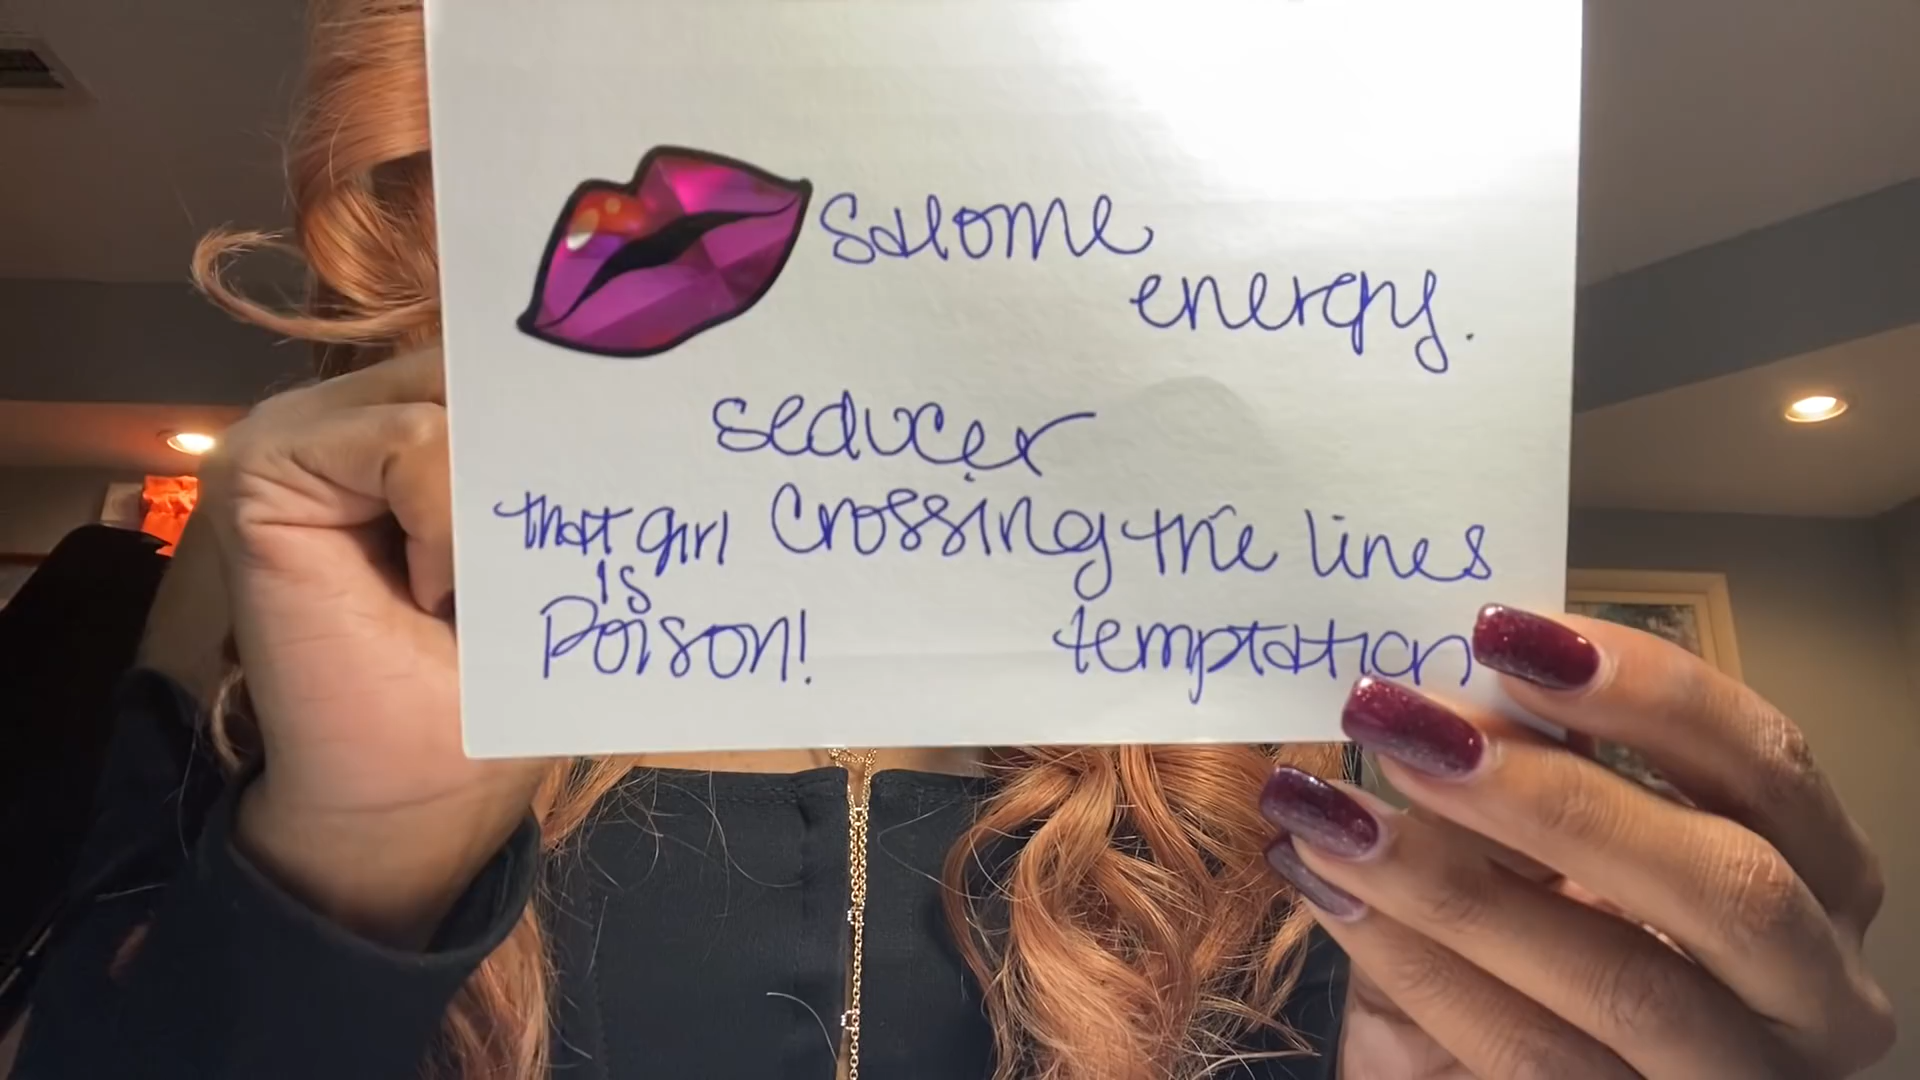 Salome
energy.
seducer
that girl
is
Poison!
Crossing the lines
temptation